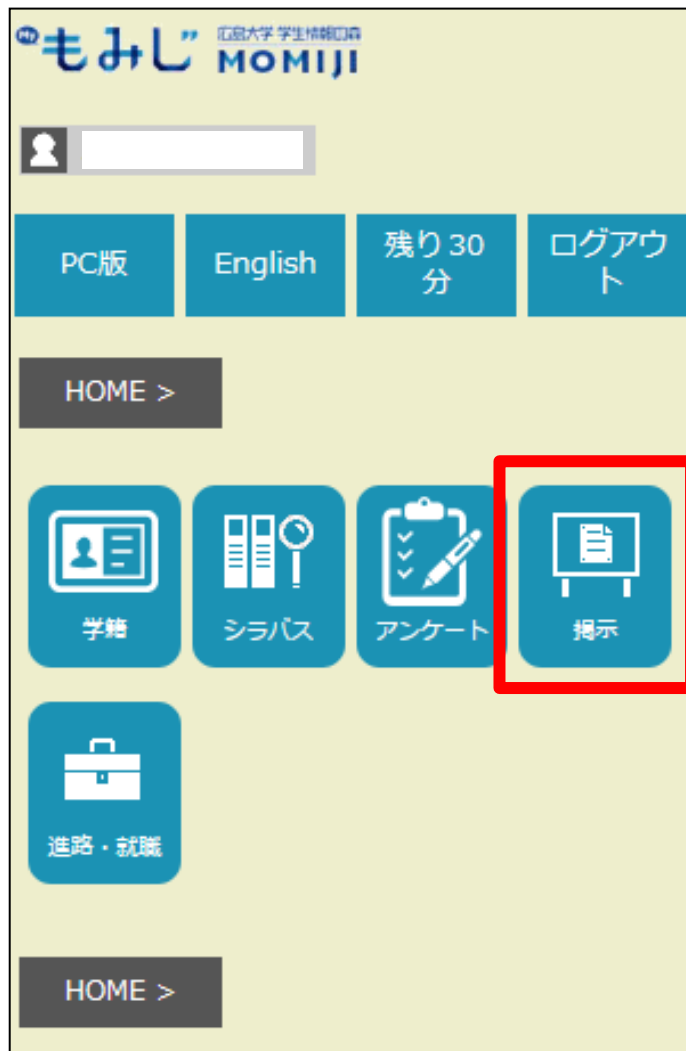 My もみじ 広島大学 学生情報の森
MOMIJI
PC版 English 残り30分 ログアウト
HOME >
学籍 シラバス アンケート 掲示
進路・就職
HOME >